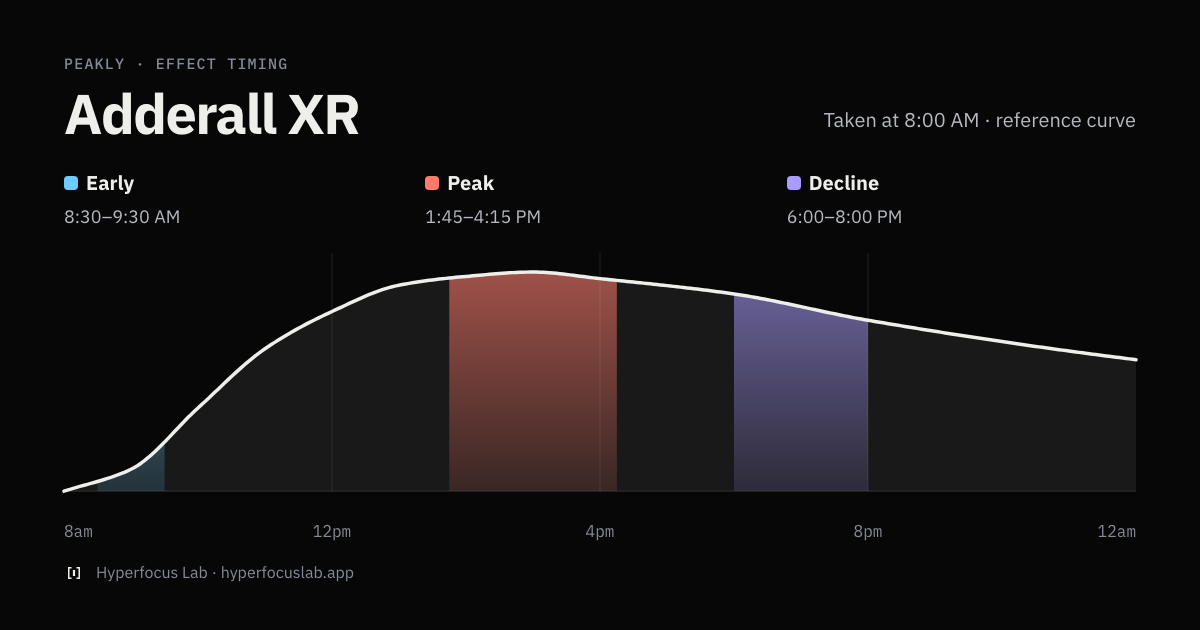 PEAKLY · EFFECT TIMING
Adderall XR
Taken at 8:00 AM · reference curve
Early
8:30–9:30 AM
Peak
1:45–4:15 PM
Decline
6:00–8:00 PM
8am
12pm
4pm
8pm
12am
Hyperfocus Lab · hyperfocuslab.app